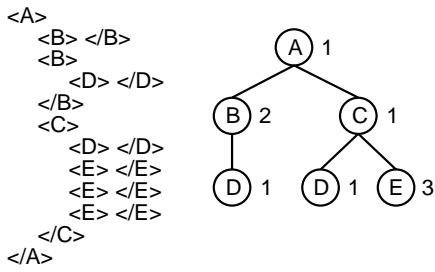 <A>
<B> </B>
<B>
<D> </D>
</B>
<C>
<D> </D>
<E> </E>
<E> </E>
<E> </E>
</C>
</A>
A 1
B 2 C 1
D 1 D 1 E 3